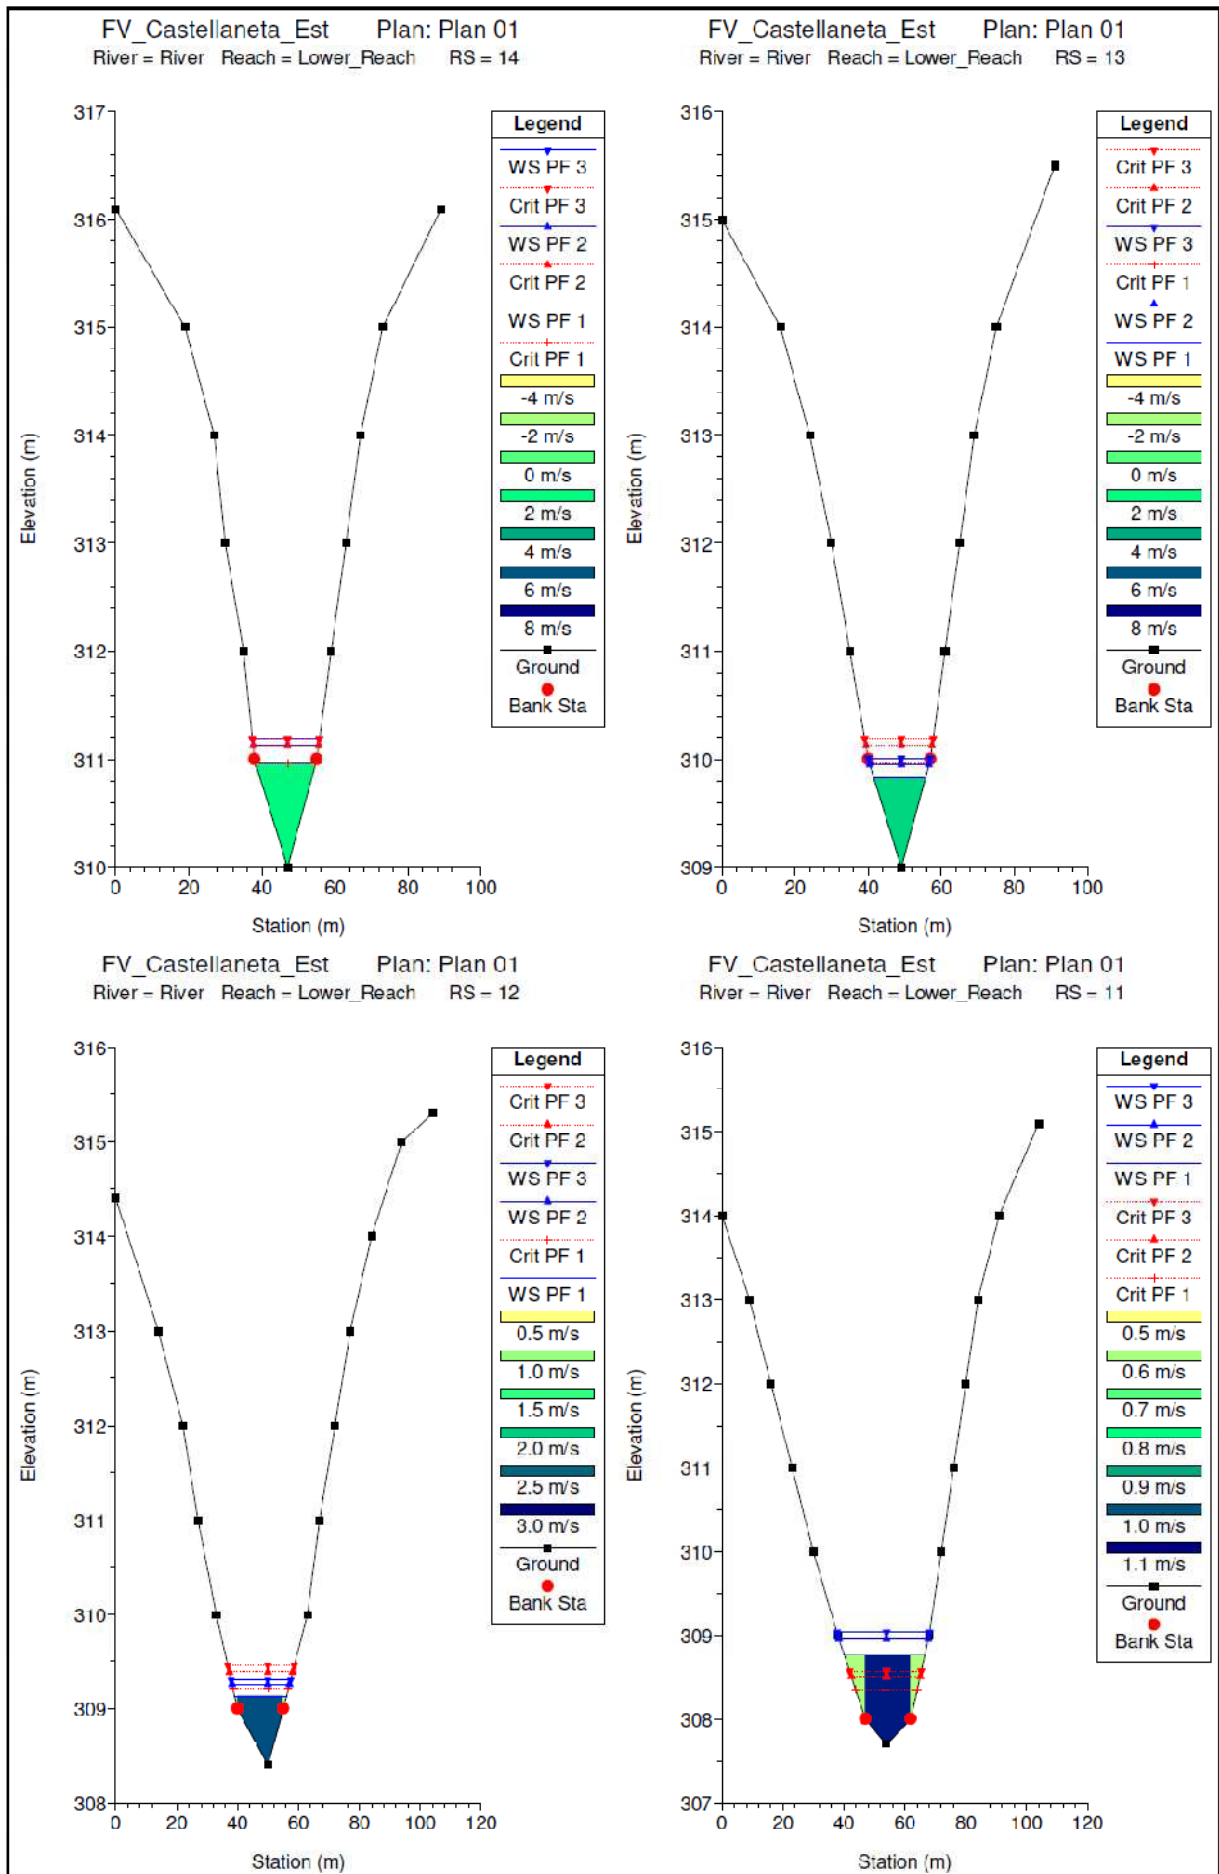 FV_Castellaneta_Est Plan: Plan 01
River = River Reach = Lower_Reach RS = 14
317
316
315
314
313
312
311
310
Elevation (m)
0 20 40 60 80 100
Station (m)
Legend
WS PF 3
Crit PF 3
WS PF 2
Crit PF 2
WS PF 1
Crit PF 1
-4 m/s
-2 m/s
0 m/s
2 m/s
4 m/s
6 m/s
8 m/s
Ground
Bank Sta
FV_Castellaneta_Est Plan: Plan 01
River = River Reach = Lower_Reach RS = 13
316
315
314
313
312
311
310
309
Elevation (m)
0 20 40 60 80 100
Station (m)
Legend
Crit PF 3
Crit PF 2
WS PF 3
Crit PF 1
WS PF 2
WS PF 1
-4 m/s
-2 m/s
0 m/s
2 m/s
4 m/s
6 m/s
8 m/s
Ground
Bank Sta
FV_Castellaneta_Est Plan: Plan 01
River = River Reach = Lower_Reach RS = 12
316
315
314
313
312
311
310
309
308
Elevation (m)
0 20 40 60 80 100 120
Station (m)
Legend
Crit PF 3
Crit PF 2
WS PF 3
WS PF 2
Crit PF 1
WS PF 1
0.5 m/s
1.0 m/s
1.5 m/s
2.0 m/s
2.5 m/s
3.0 m/s
Ground
Bank Sta
FV_Castellaneta_Est Plan: Plan 01
River = River Reach = Lower_Reach RS = 11
316
315
314
313
312
311
310
309
308
307
Elevation (m)
0 20 40 60 80 100 120
Station (m)
Legend
WS PF 3
WS PF 2
WS PF 1
Crit PF 3
Crit PF 2
Crit PF 1
0.5 m/s
0.6 m/s
0.7 m/s
0.8 m/s
0.9 m/s
1.0 m/s
1.1 m/s
Ground
Bank Sta